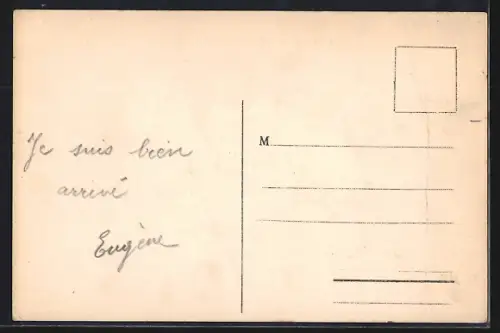 Je suis bien
arrivé
Eugène
M